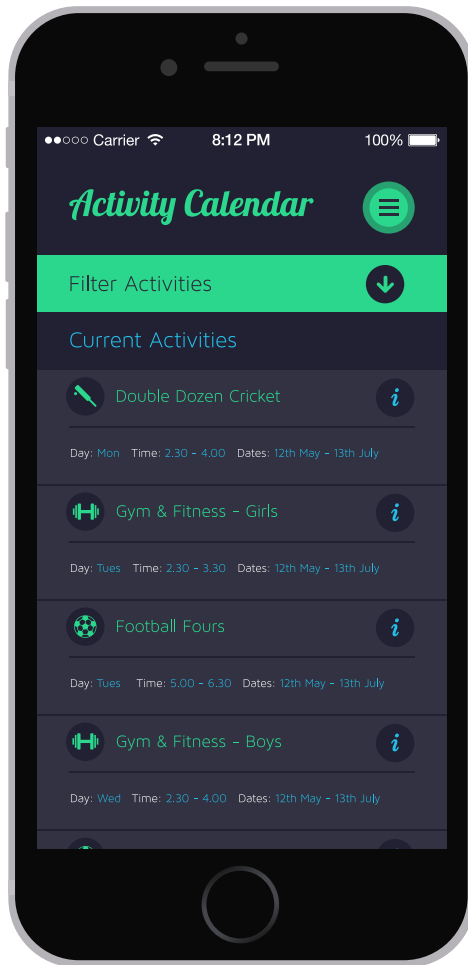 Carrier 8:12 PM 100%
Activity Calendar
Filter Activities
Current Activities
Double Dozen Cricket i
Day: Mon Time: 2.30 - 4.00 Dates: 12th May - 13th July
Gym & Fitness - Girls i
Day: Tues Time: 2.30 - 3.30 Dates: 12th May - 13th July
Football Fours i
Day: Tues Time: 5.00 - 6.30 Dates: 12th May - 13th July
Gym & Fitness - Boys i
Day: Wed Time: 2.30 - 4.00 Dates: 12th May - 13th July